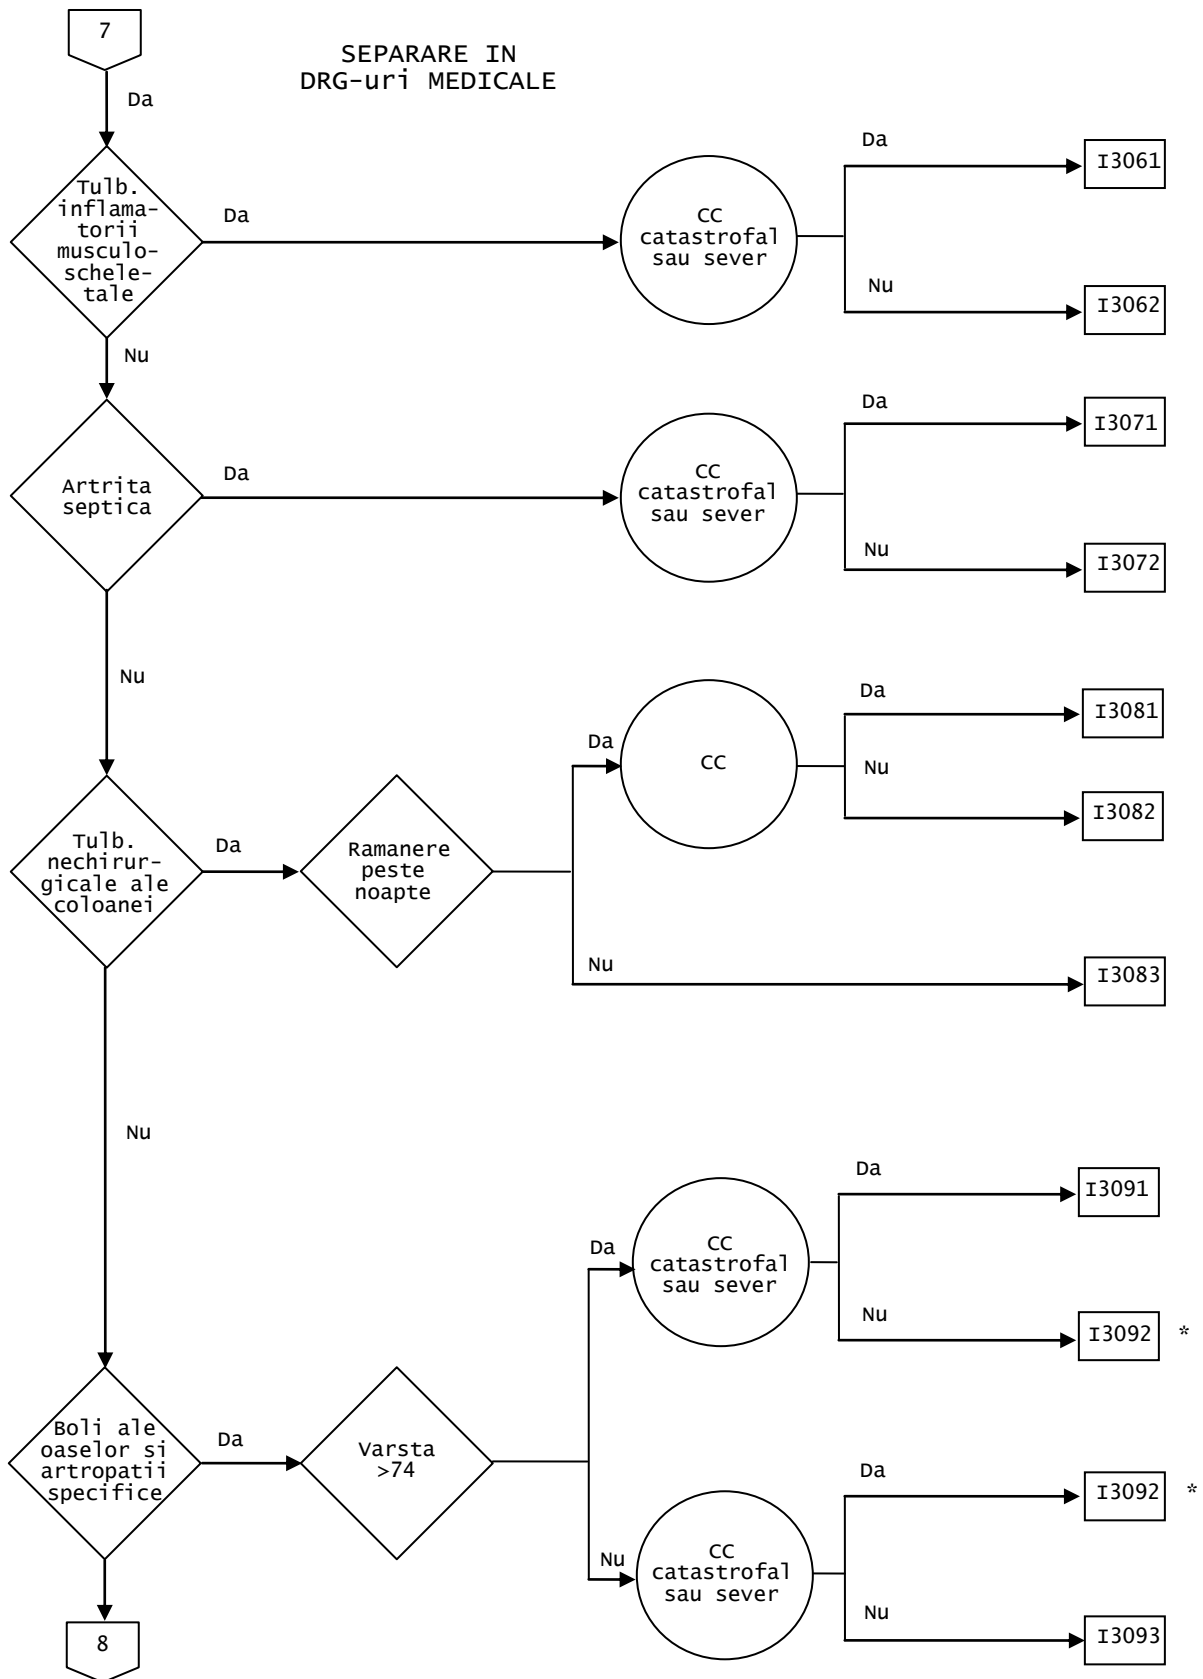 7
SEPARARE IN
DRG-uri MEDICALE
Da
Tulb.
inflama-
torii
musculo-
schele-
tale
Da
CC
catastrofal
sau sever
Da
I3061
Nu
I3062
Nu
Artrita
septica
Da
CC
catastrofal
sau sever
Da
I3071
Nu
I3072
Nu
Tulb.
nechirur-
gicale ale
coloanei
Da
Ramanere
peste
noapte
Da
CC
Da
I3081
Nu
I3082
Nu
I3083
Nu
Boli ale
oaselor si
artropatii
specifice
Da
Varsta
>74
Da
CC
catastrofal
sau sever
Da
I3091
Nu
I3092 *
Nu
CC
catastrofal
sau sever
Da
I3092 *
Nu
I3093
8